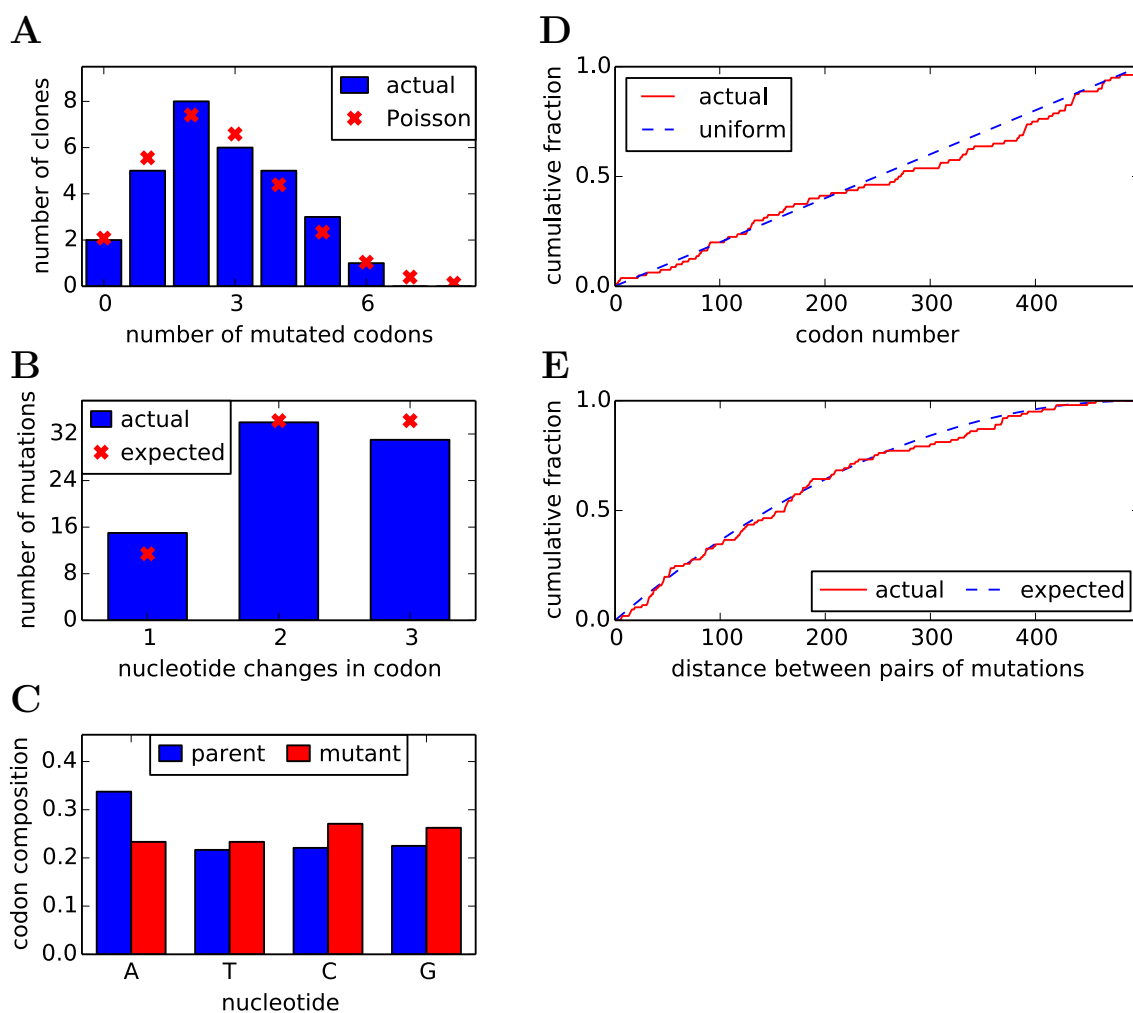 A
actual
Poisson
8
6
4
2
0
number of clones
0 3 6
number of mutated codons
B
actual
expected
32
24
16
8
0
number of mutations
1 2 3
nucleotide changes in codon
C
parent mutant
0.4
0.3
0.2
0.1
0.0
codon composition
A T C G
nucleotide
D
actual
uniform
1.0
0.5
0.0
cumulative fraction
0 100 200 300 400
codon number
E
1.0
0.5
0.0
cumulative fraction
actual expected
0 100 200 300 400
distance between pairs of mutations